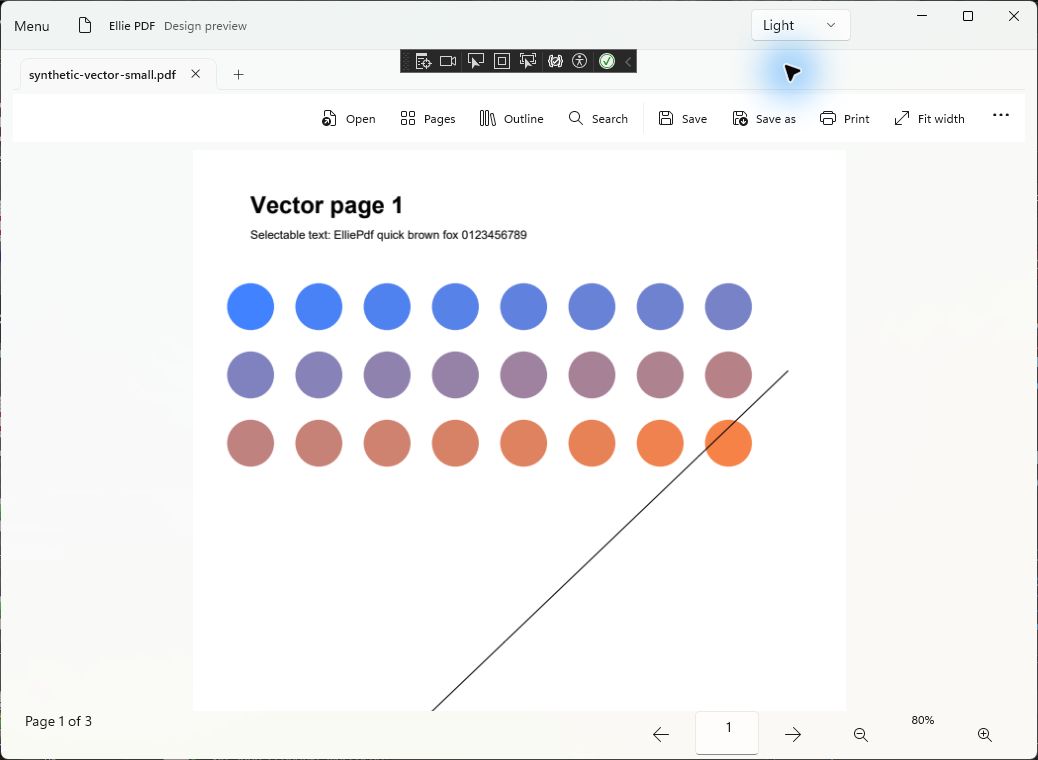 Menu Ellie PDF Design preview Light
synthetic-vector-small.pdf
Open Pages Outline Search Save Save as Print Fit width
Vector page 1
Selectable text: ElliePdf quick brown fox 0123456789
Page 1 of 3 1 80%